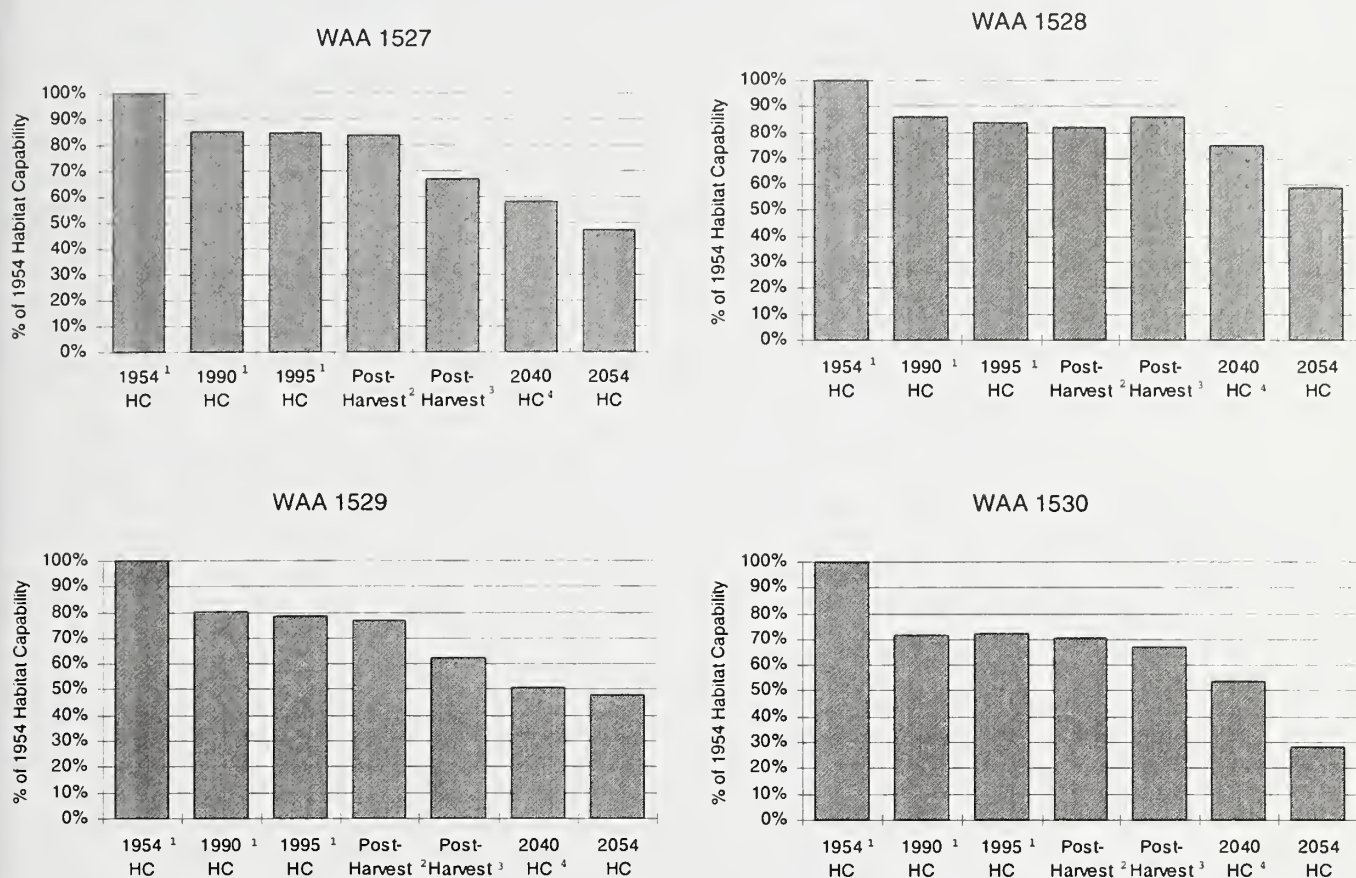 WAA 1527
% of 1954 Habitat Capability
100%
90%
80%
70%
60%
50%
40%
30%
20%
10%
0%
1954 ¹ 1990 ¹ 1995 ¹ Post- Post- 2040 2054
HC HC HC Harvest ² Harvest ³ HC ⁴ HC
WAA 1528
% of 1954 Habitat Capability
100%
90%
80%
70%
60%
50%
40%
30%
20%
10%
0%
1954 ¹ 1990 ¹ 1995 ¹ Post- Post- 2040 2054
HC HC HC Harvest ² Harvest ³ HC ⁴ HC
WAA 1529
% of 1954 Habitat Capability
100%
90%
80%
70%
60%
50%
40%
30%
20%
10%
0%
1954 ¹ 1990 ¹ 1995 ¹ Post- Post- 2040 2054
HC HC HC Harvest ² Harvest ³ HC ⁴ HC
WAA 1530
% of 1954 Habitat Capability
100%
90%
80%
70%
60%
50%
40%
30%
20%
10%
0%
1954 ¹ 1990 ¹ 1995 ¹ Post- Post- 2040 2054
HC HC HC Harvest ² Harvest ³ HC ⁴ HC